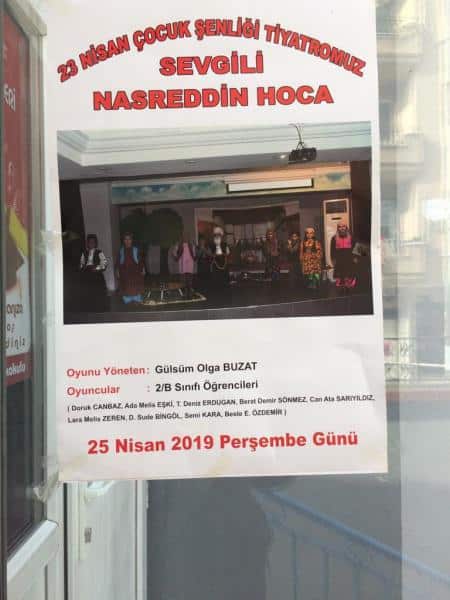 23 NİSAN ÇOCUK ŞENLİĞİ TİYATROMUZ
SEVGİLİ
NASREDDİN HOCA
Oyunu Yöneten : Gülsüm Olga BUZAT
Oyuncular : 2/B Sınıfı Öğrencileri
( Doruk CANBAZ, Ada Melis EŞKİ, T. Deniz ERDUGAN, Berat Demir SÖNMEZ, Can Ata SARIYILDIZ,
Lara Melis ZEREN, D. Sude BİNGÖL, Sami KARA, Beste E. ÖZDEMİR )
25 Nisan 2019 Perşembe Günü